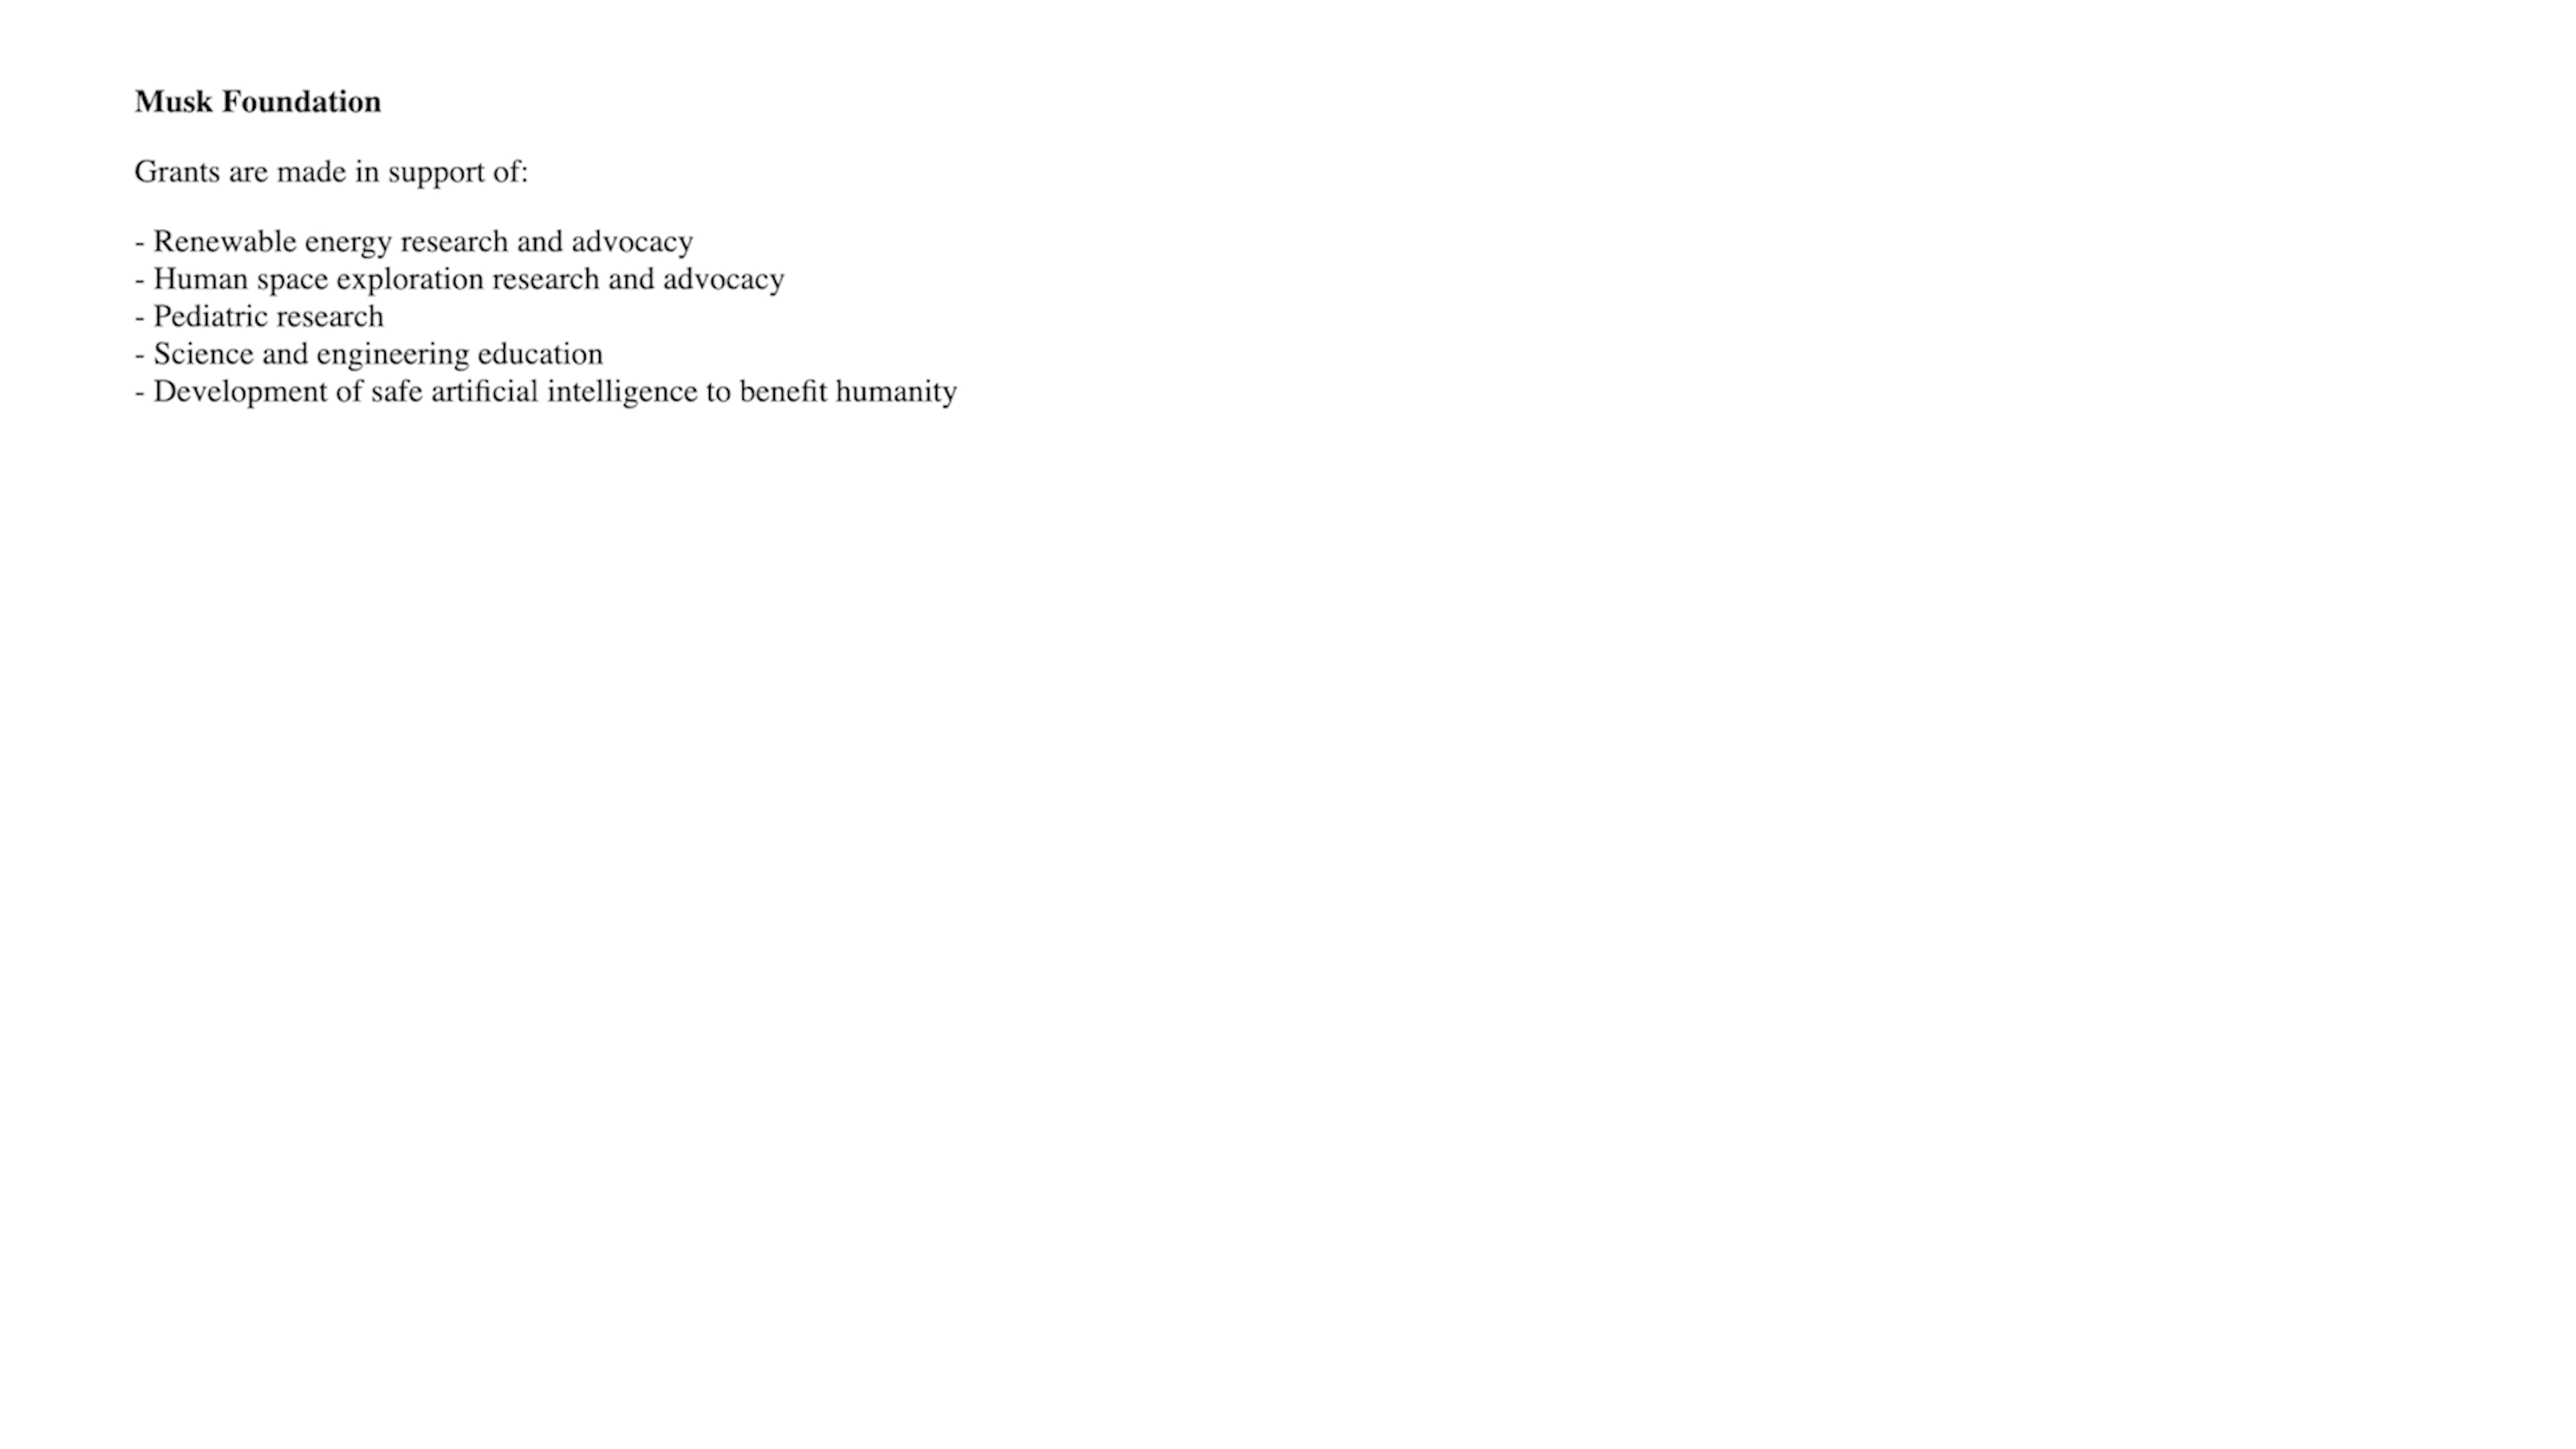 Musk Foundation
Grants are made in support of:
- Renewable energy research and advocacy
- Human space exploration research and advocacy
- Pediatric research
- Science and engineering education
- Development of safe artificial intelligence to benefit humanity